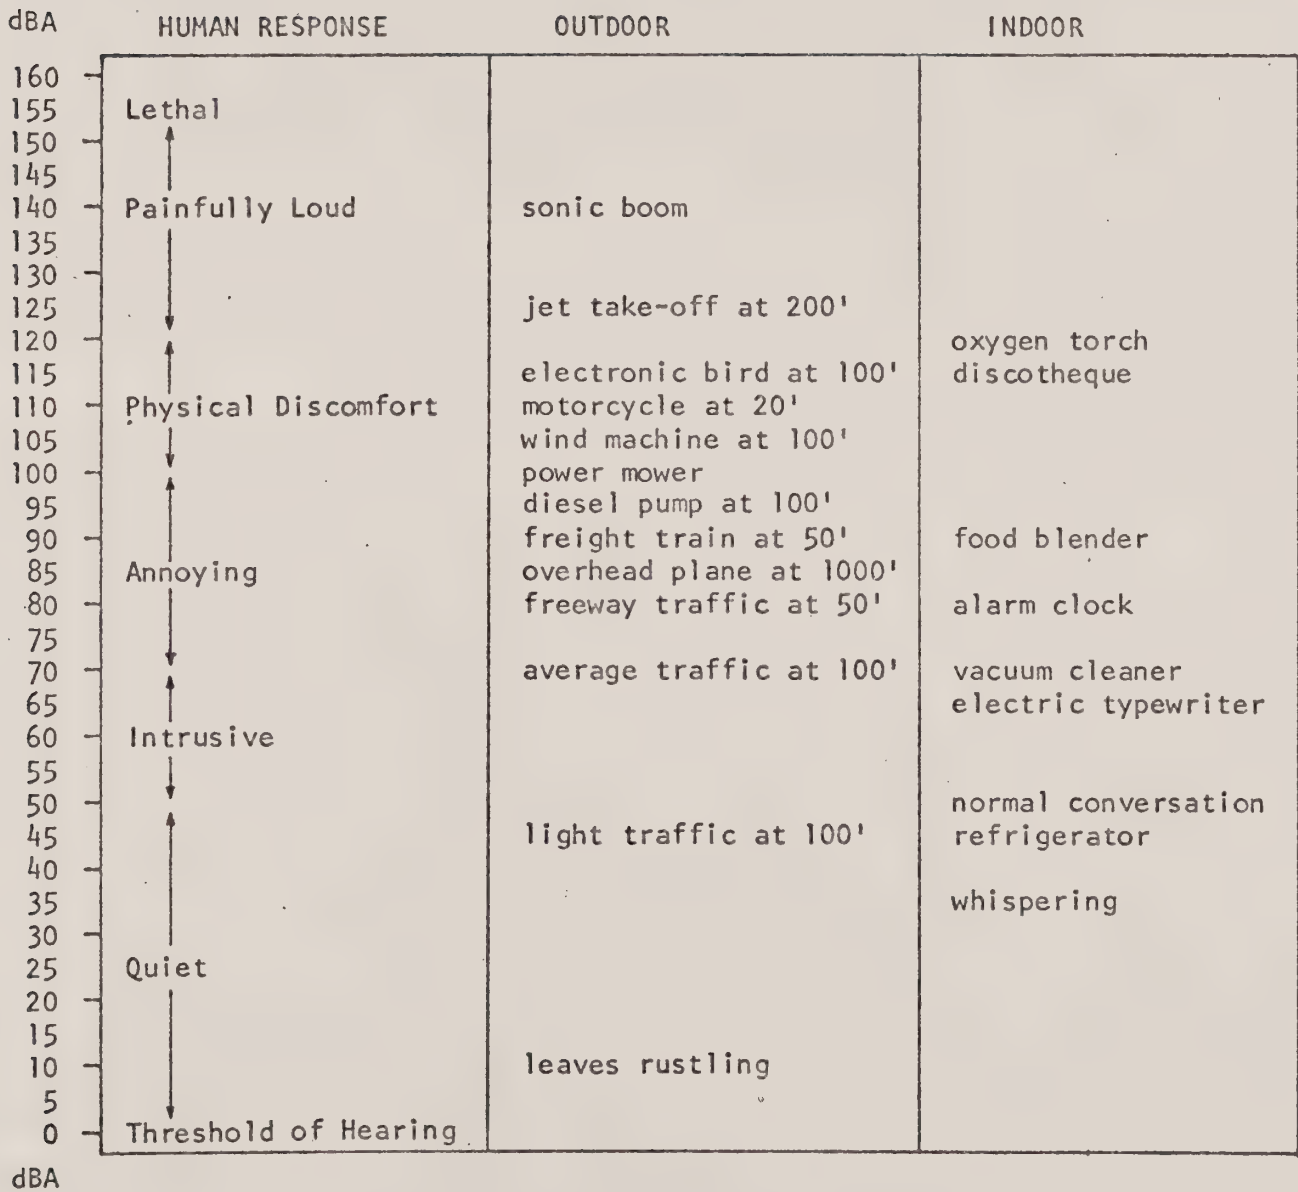 dBA HUMAN RESPONSE OUTDOOR INDOOR
160
155 Lethal
150
145
140 Painfully Loud sonic boom
135
130
125 jet take-off at 200'
120 oxygen torch
115 electronic bird at 100' discotheque
110 Physical Discomfort motorcycle at 20'
105 wind machine at 100'
100 power mower
95 diesel pump at 100'
90 freight train at 50' food blender
85 Annoying overhead plane at 1000'
80 freeway traffic at 50' alarm clock
75
70 average traffic at 100' vacuum cleaner
65 electric typewriter
60 Intrusive
55
50 normal conversation
45 light traffic at 100' refrigerator
40
35 whispering
30
25 Quiet
20
15
10 leaves rustling
5
0 Threshold of Hearing
dBA